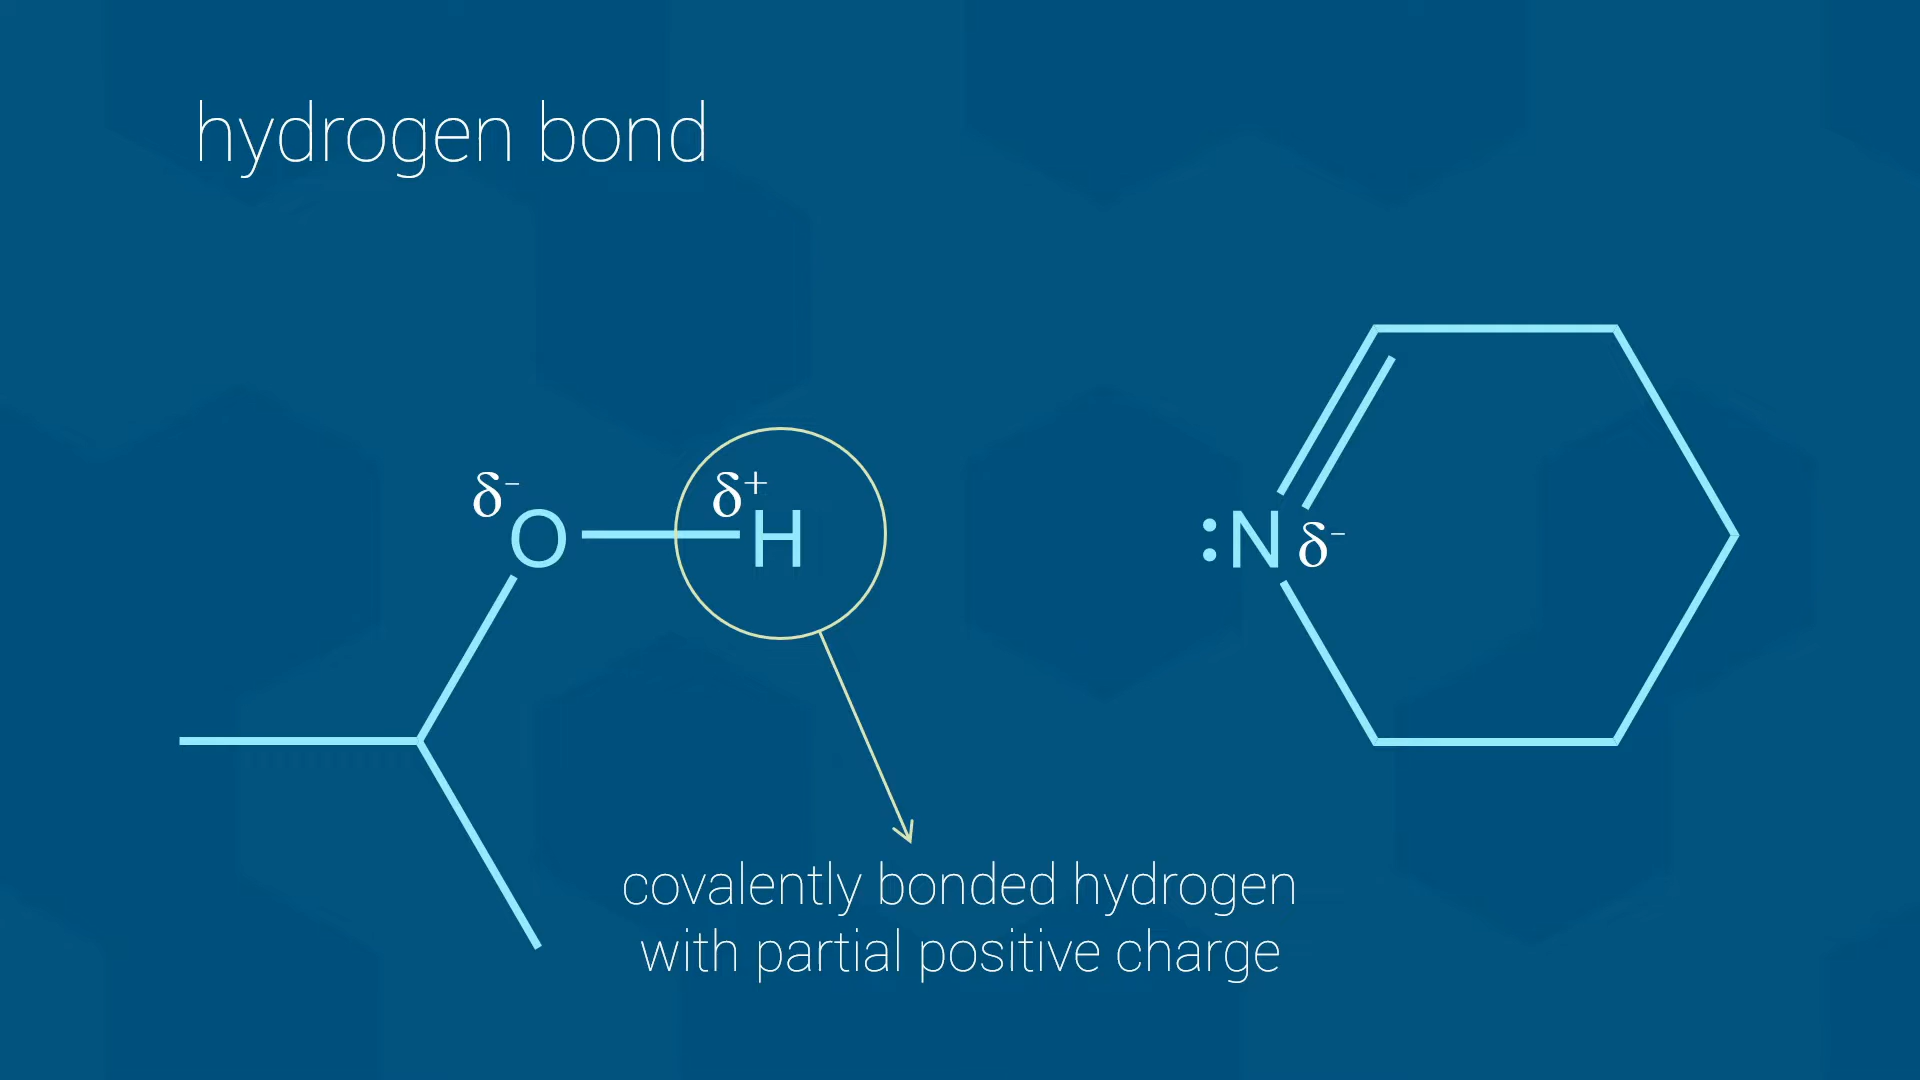 hydrogen bond
δ⁻ δ⁺
O H :N δ⁻
covalently bonded hydrogen
with partial positive charge